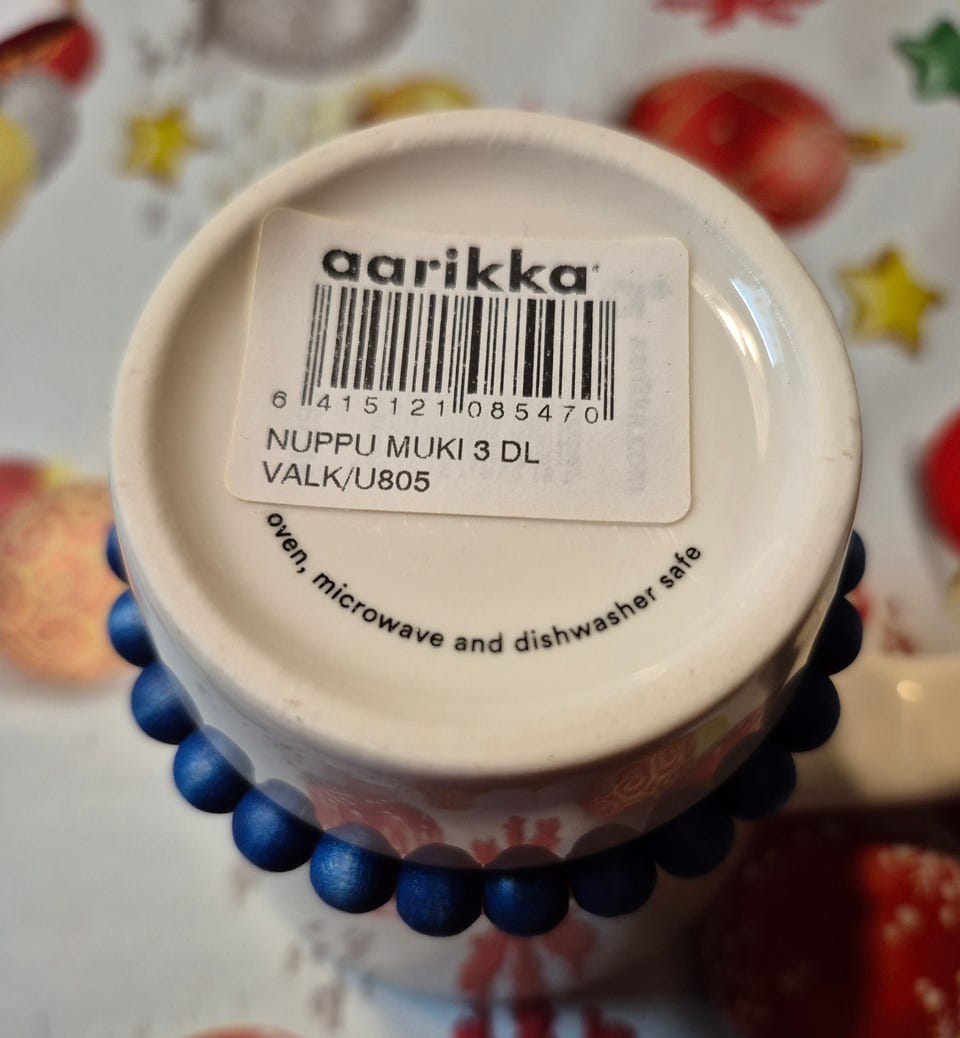 aarikka
6 415121 085470
NUPPU MUKI 3 DL
VALK/U805
oven, microwave and dishwasher safe